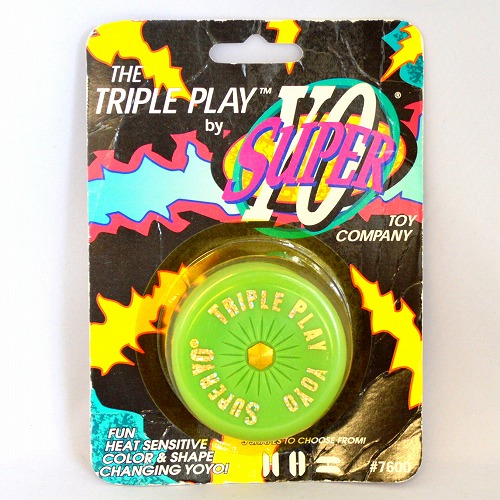 THE
TRIPLE PLAY™
by
YO
SUPER
®
TOY
COMPANY
TRIPLE PLAY YOYO
SUPERYO®
FUN
HEAT SENSITIVE
COLOR & SHAPE
CHANGING YOYO!
TO CHOOSE FROM!
#7600